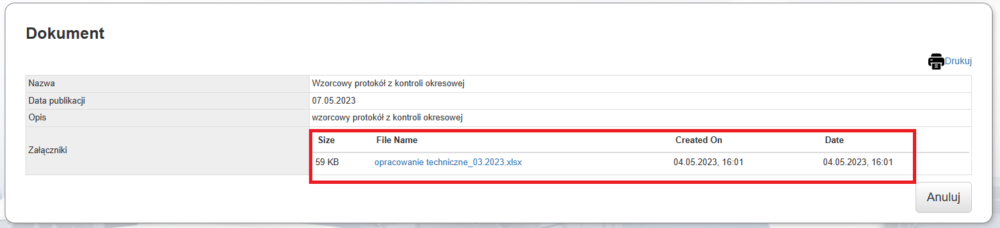 Dokument
Drukuj
Nazwa Wzorcowy protokół z kontroli okresowej
Data publikacji 07.05.2023
Opis wzorcowy protokół z kontroli okresowej
Załączniki
Size File Name Created On Date
59 KB opracowanie techniczne_03.2023.xlsx 04.05.2023, 16:01 04.05.2023, 16:01
Anuluj